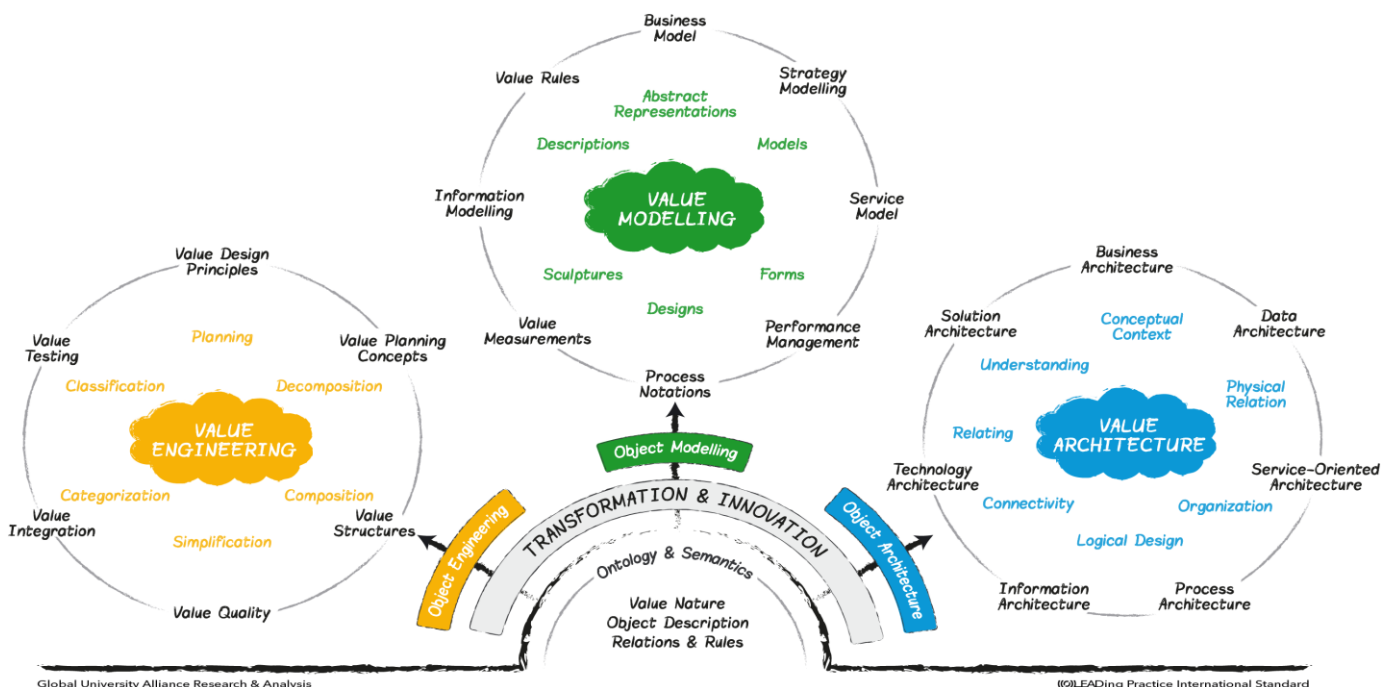 Business
Model
Value Rules
Strategy
Modelling
Abstract
Representations
Descriptions
Models
Information
Modelling
VALUE
MODELLING
Service
Model
Sculptures
Forms
Designs
Value
Measurements
Performance
Management
Process
Notations
Value Design
Principles
Value
Testing
Planning
Value Planning
Concepts
Classification
Decomposition
VALUE
ENGINEERING
Categorization
Composition
Value
Integration
Value
Structures
Simplification
Value Quality
Business
Architecture
Solution
Architecture
Conceptual
Context
Data
Architecture
Understanding
Physical
Relation
Relating
VALUE
ARCHITECTURE
Technology
Architecture
Service-Oriented
Architecture
Connectivity
Organization
Logical Design
Information
Architecture
Process
Architecture
Object Modelling
Object Engineering
TRANSFORMATION & INNOVATION
Object Architecture
Ontology & Semantics
Value Nature
Object Description
Relations & Rules
Global University Alliance Research & Analysis
LEADing Practice International Standard